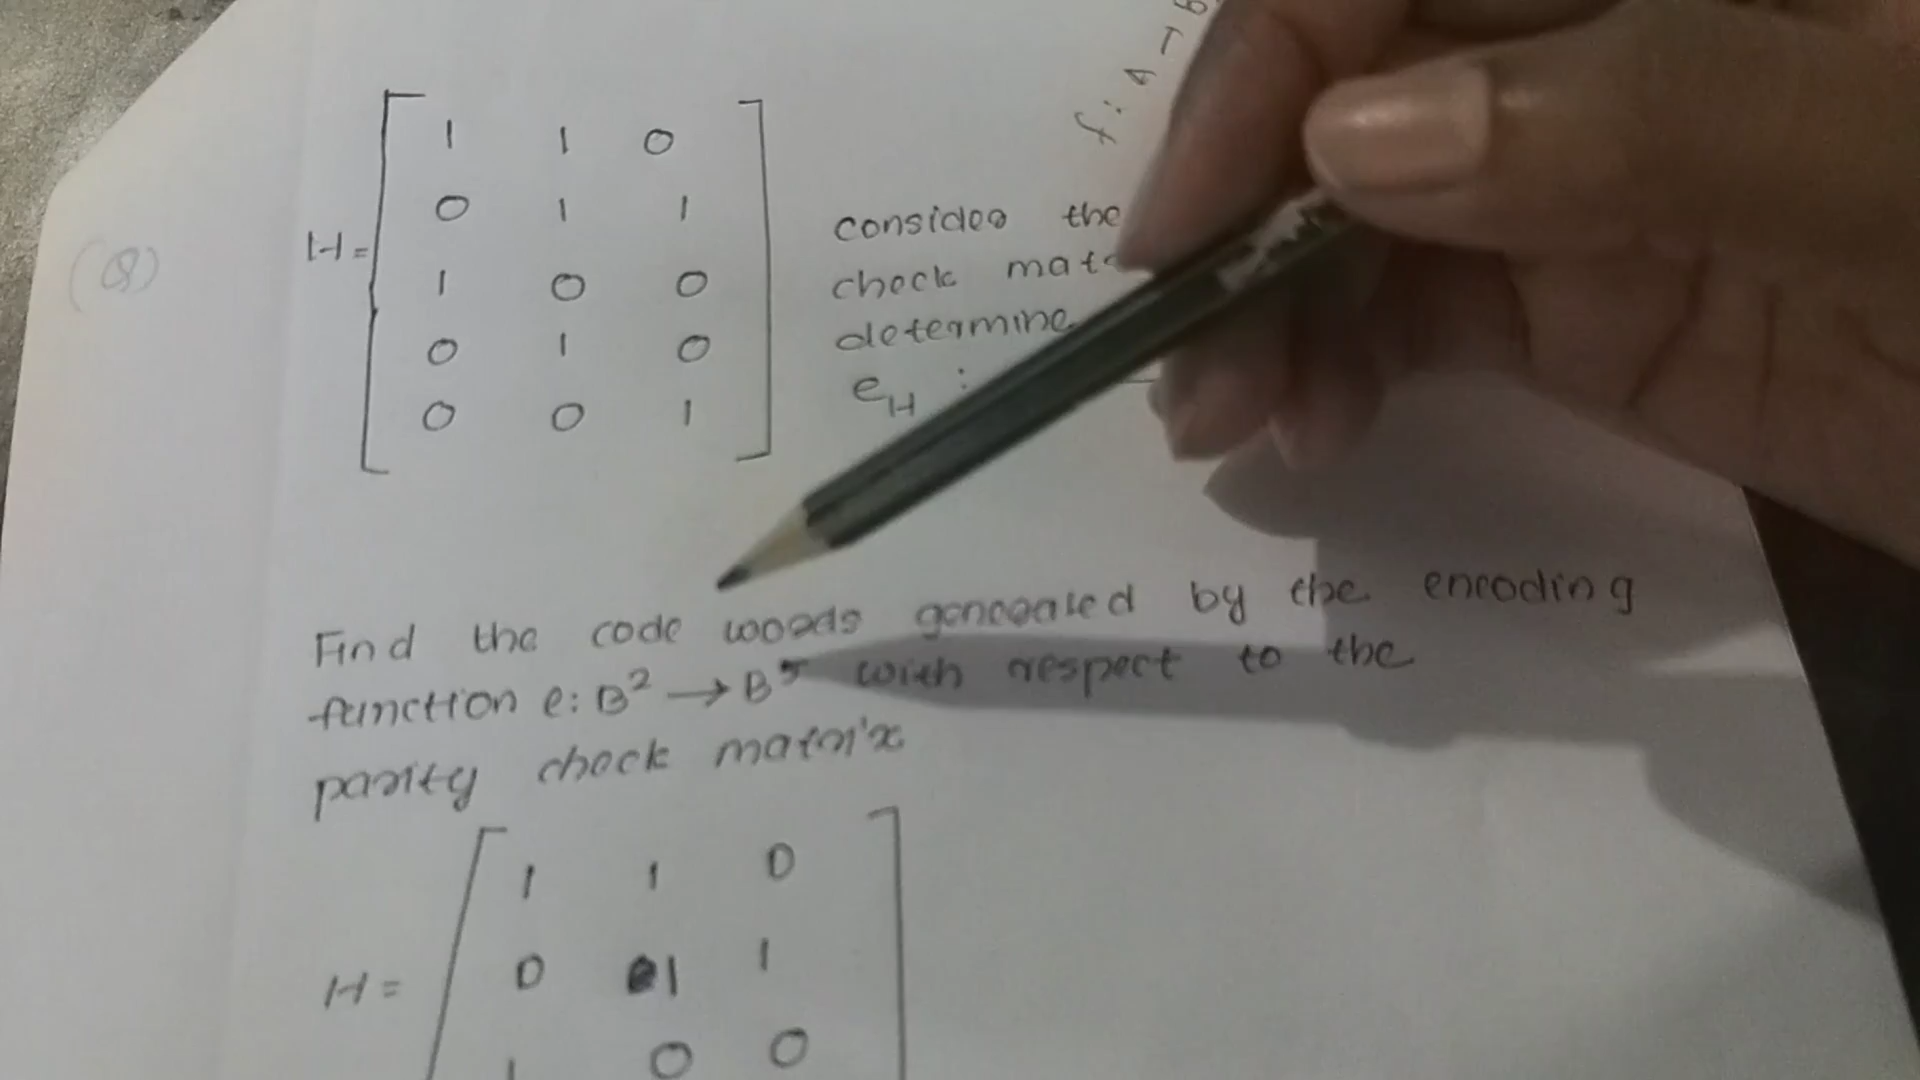 f: A → B
1 1 0
0 1 1
(Q) H = 1 0 0
0 1 0
0 0 1
consider the
check mat
determine
e_H :
Find the code words generated by the encoding
function e: B² → B⁵ with respect to the
parity check matrix
1 1 0
H = 0 1 1
1 0 0